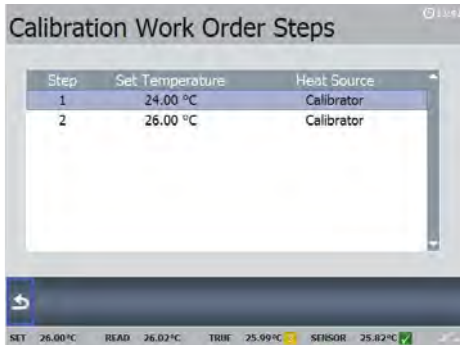 Calibration Work Order Steps
Step Set Temperature Heat Source
1 24.00 °C Calibrator
2 26.00 °C Calibrator
SET 26.00°C READ 26.02°C TRUE 25.99°C SENSOR 25.82°C